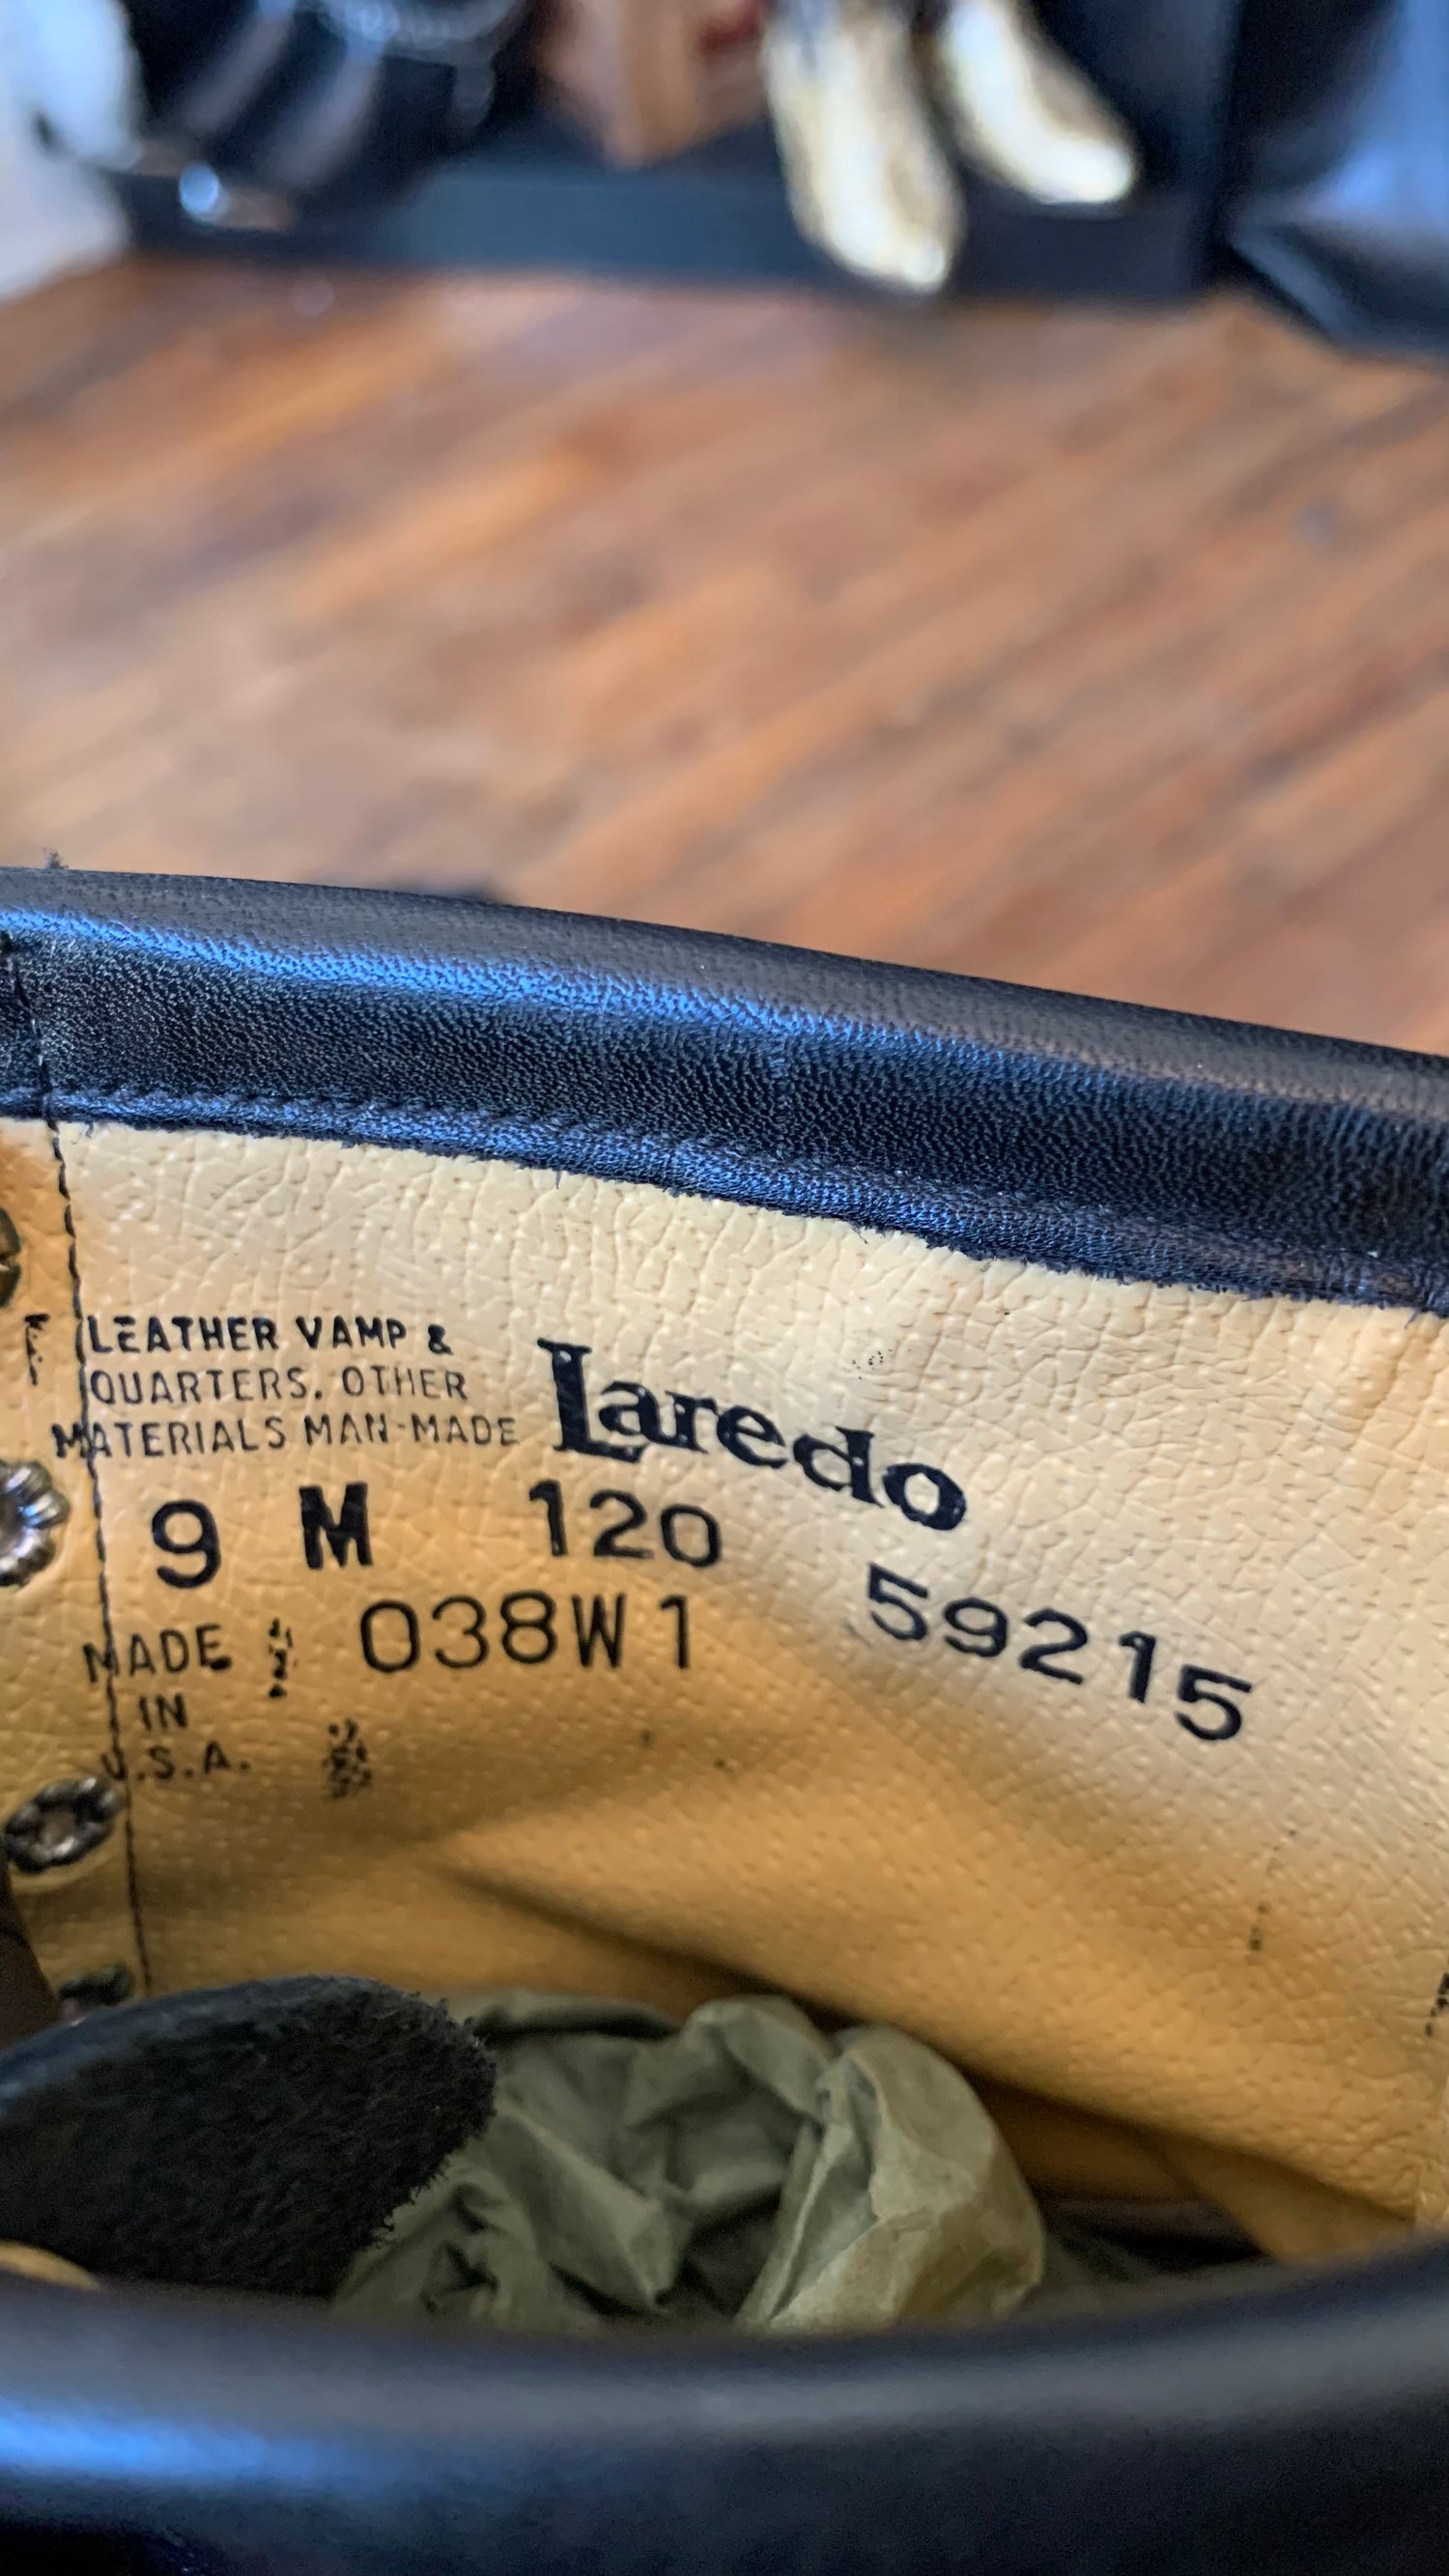 LEATHER VAMP &
QUARTERS. OTHER
MATERIALS MAN-MADE
Laredo
9 M 120
038W1
59215
MADE
IN
U.S.A.